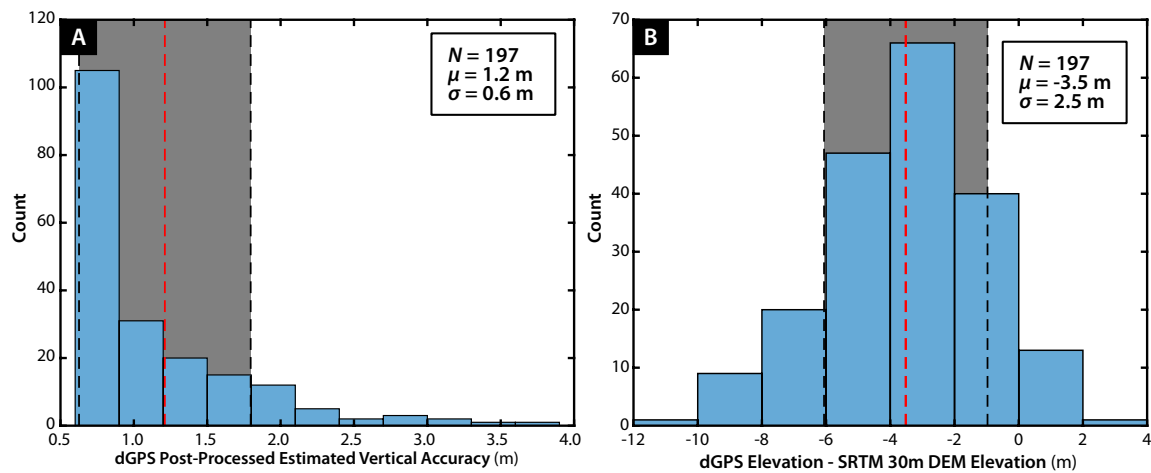 A
N = 197
μ = 1.2 m
σ = 0.6 m
120
100
80
60
40
20
0
Count
0.5 1.0 1.5 2.0 2.5 3.0 3.5 4.0
dGPS Post-Processed Estimated Vertical Accuracy (m)
B
N = 197
μ = -3.5 m
σ = 2.5 m
70
60
50
40
30
20
10
0
Count
-12 -10 -8 -6 -4 -2 0 2 4
dGPS Elevation - SRTM 30m DEM Elevation (m)